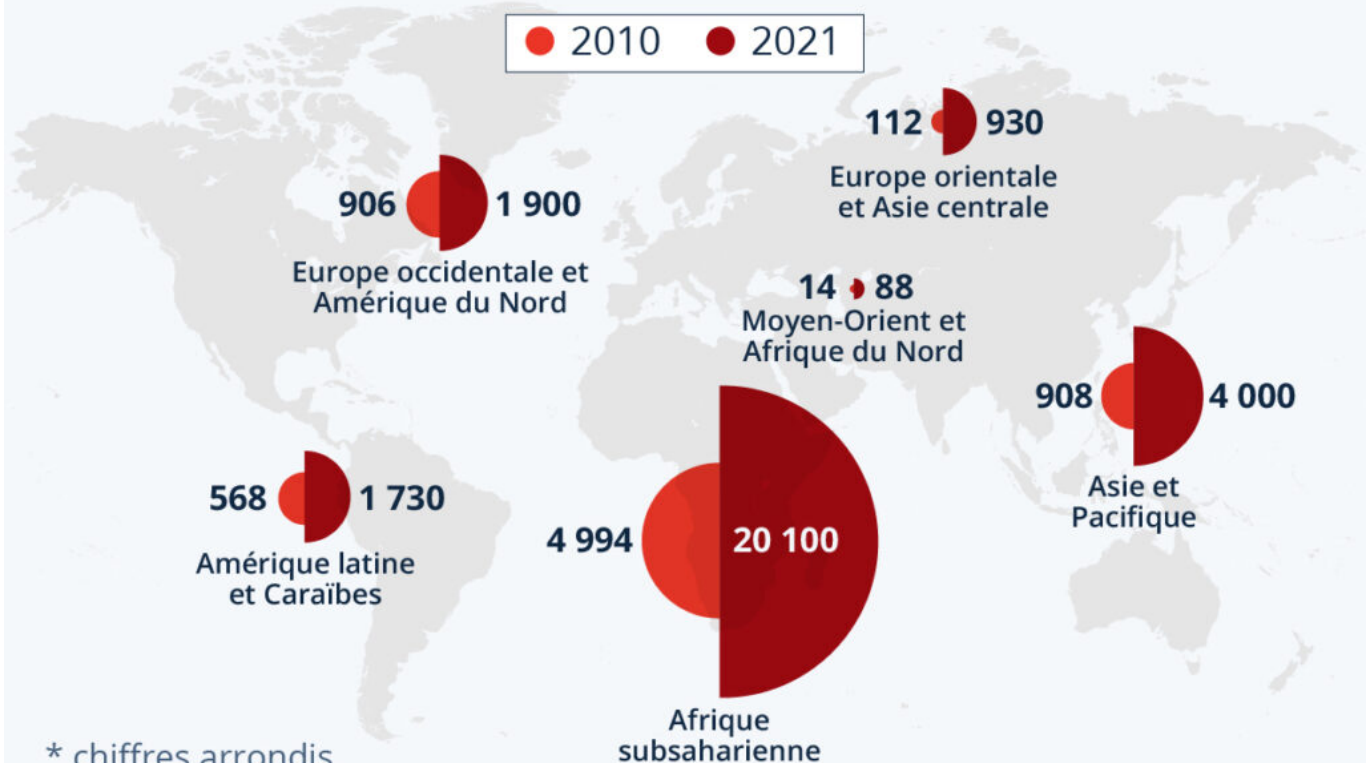 2010 2021
112 930
Europe orientale
et Asie centrale
906 1 900
Europe occidentale et
Amérique du Nord
14 88
Moyen-Orient et
Afrique du Nord
908 4 000
Asie et
Pacifique
568 1 730
Amérique latine
et Caraïbes
4 994 20 100
Afrique
subsaharienne
* chiffres arrondis